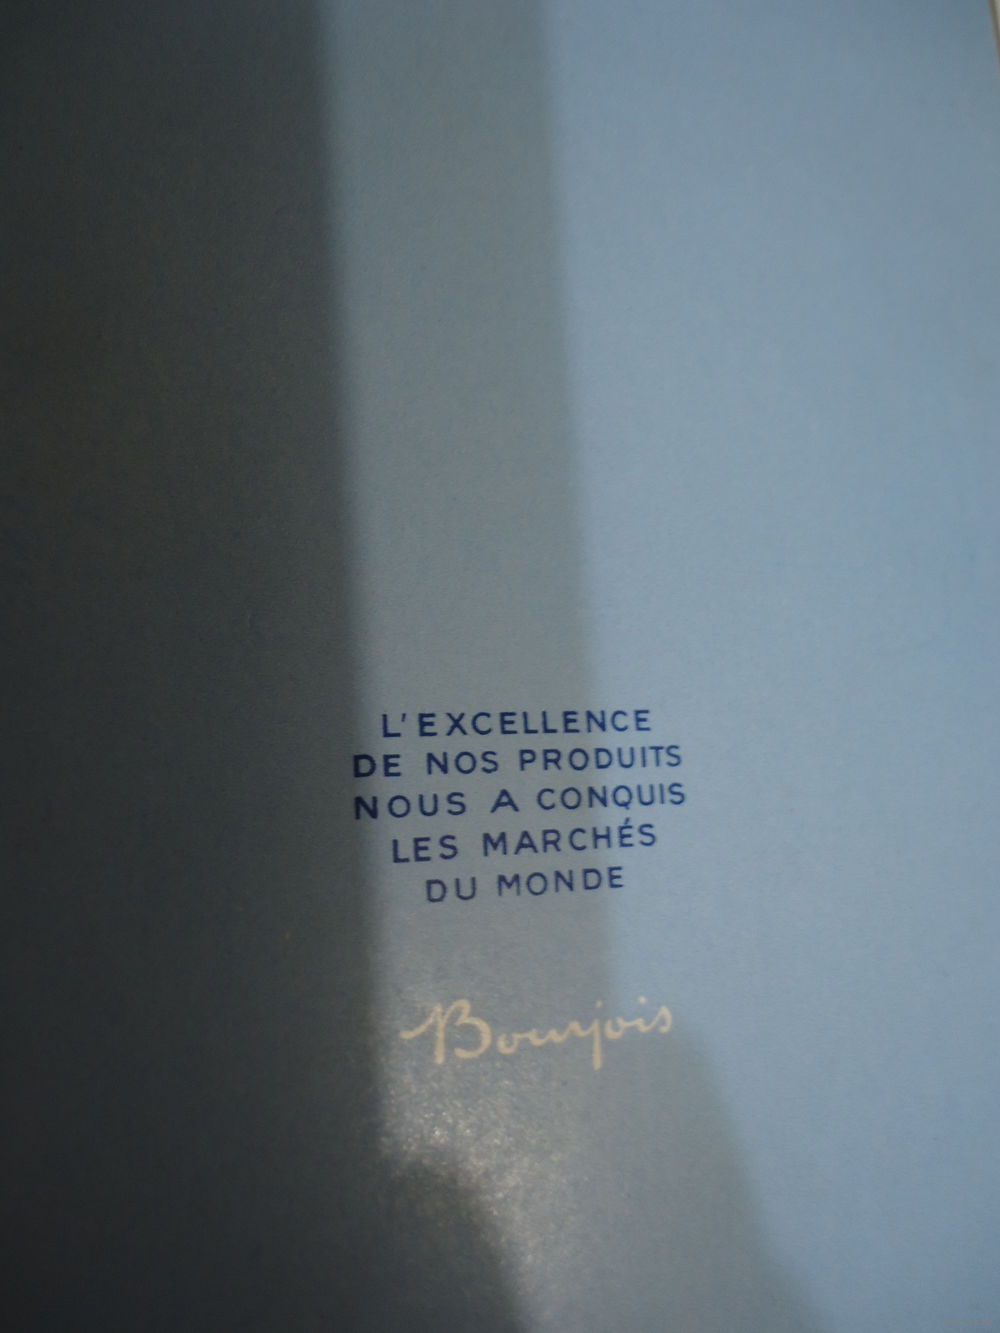 L'EXCELLENCE
DE NOS PRODUITS
NOUS A CONQUIS
LES MARCHÉS
DU MONDE
Bourjois